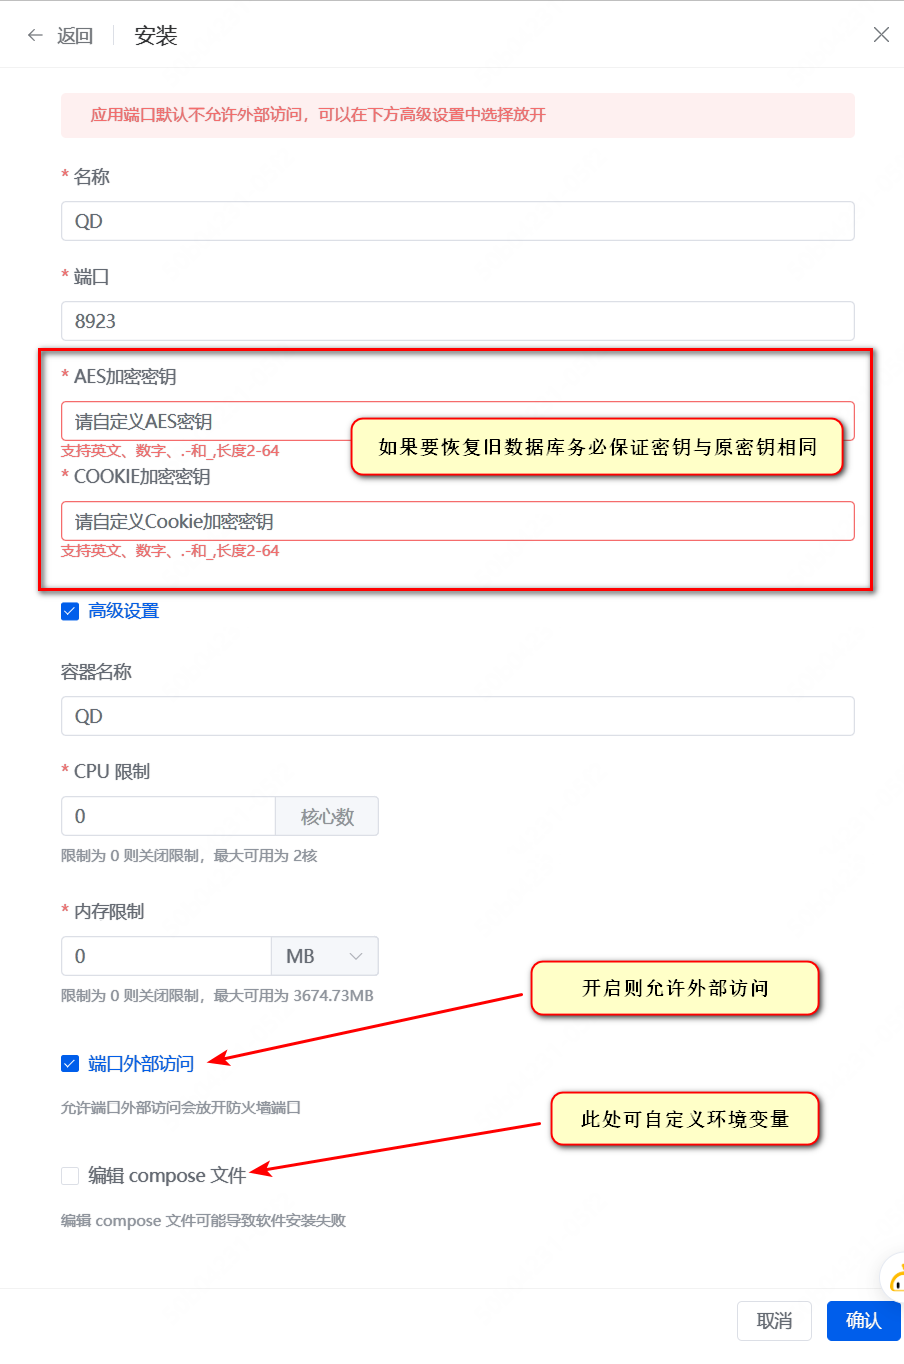 返回 安装
应用端口默认不允许外部访问，可以在下方高级设置中选择放开
* 名称
QD
* 端口
8923
* AES加密密钥
请自定义AES密钥
支持英文、数字、.-和_,长度2-64
如果要恢复旧数据库务必保证密钥与原密钥相同
* COOKIE加密密钥
请自定义Cookie加密密钥
支持英文、数字、.-和_,长度2-64
高级设置
容器名称
QD
* CPU 限制
0 核心数
限制为 0 则关闭限制，最大可用为 2核
* 内存限制
0 MB
限制为 0 则关闭限制，最大可用为 3674.73MB
开启则允许外部访问
端口外部访问
允许端口外部访问会放开防火墙端口
此处可自定义环境变量
编辑 compose 文件
编辑 compose 文件可能导致软件安装失败
取消 确认